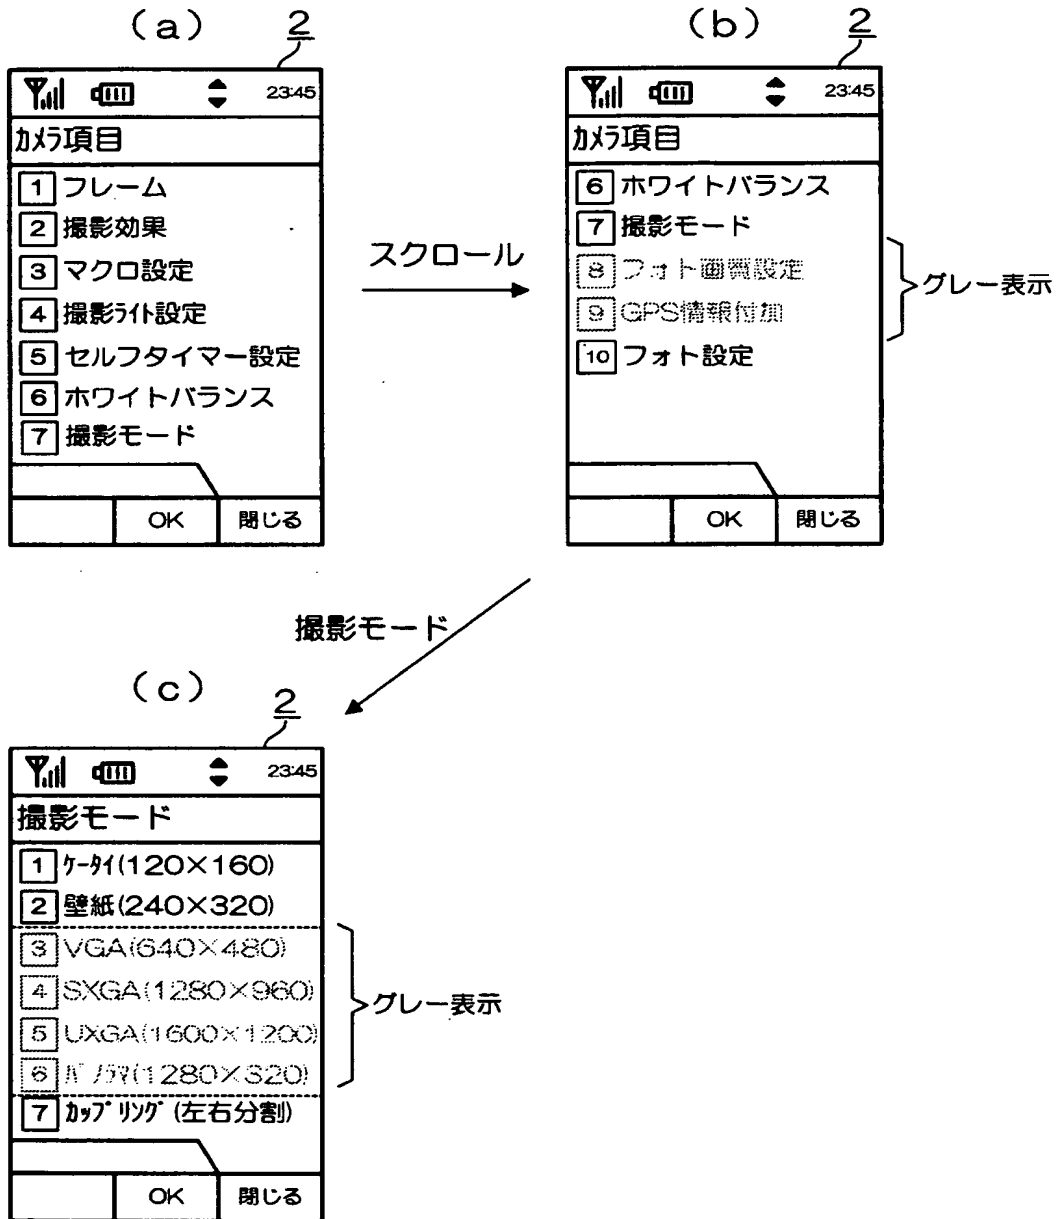 (a)
2
23:45
カメラ項目
1 フレーム
2 撮影効果
3 マクロ設定
4 撮影ライト設定
5 セルフタイマー設定
6 ホワイトバランス
7 撮影モード
OK 閉じる
スクロール
(b)
2
23:45
カメラ項目
6 ホワイトバランス
7 撮影モード
8 フォト画質設定
9 GPS情報付加
10 フォト設定
グレー表示
OK 閉じる
撮影モード
(c)
2
23:45
撮影モード
1 ケータイ(120×160)
2 壁紙(240×320)
3 VGA(640×480)
4 SXGA(1280×960)
5 UXGA(1600×1200)
6 パノラマ(1280×320)
7 カップリング(左右分割)
グレー表示
OK 閉じる